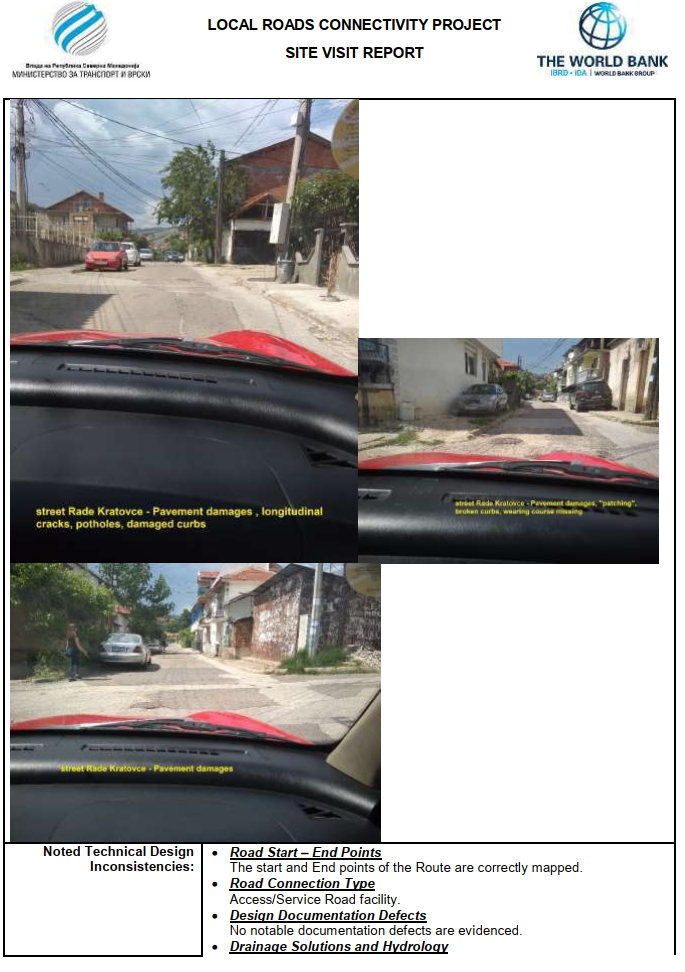 LOCAL ROADS CONNECTIVITY PROJECT
SITE VISIT REPORT
Влада на Република Северна Македонија
МИНИСТЕРСТВО ЗА ТРАНСПОРТ И ВРСКИ
THE WORLD BANK
IBRD • IDA | WORLD BANK GROUP
street Rade Kratovce - Pavement damages , longitudinal
cracks, potholes, damaged curbs
street Rade Kratovce - Pavement damages, "patching",
broken curbs, wearing course missing
street Rade Kratovce - Pavement damages
Noted Technical Design
Inconsistencies:
• Road Start – End Points
The start and End points of the Route are correctly mapped.
• Road Connection Type
Access/Service Road facility.
• Design Documentation Defects
No notable documentation defects are evidenced.
• Drainage Solutions and Hydrology